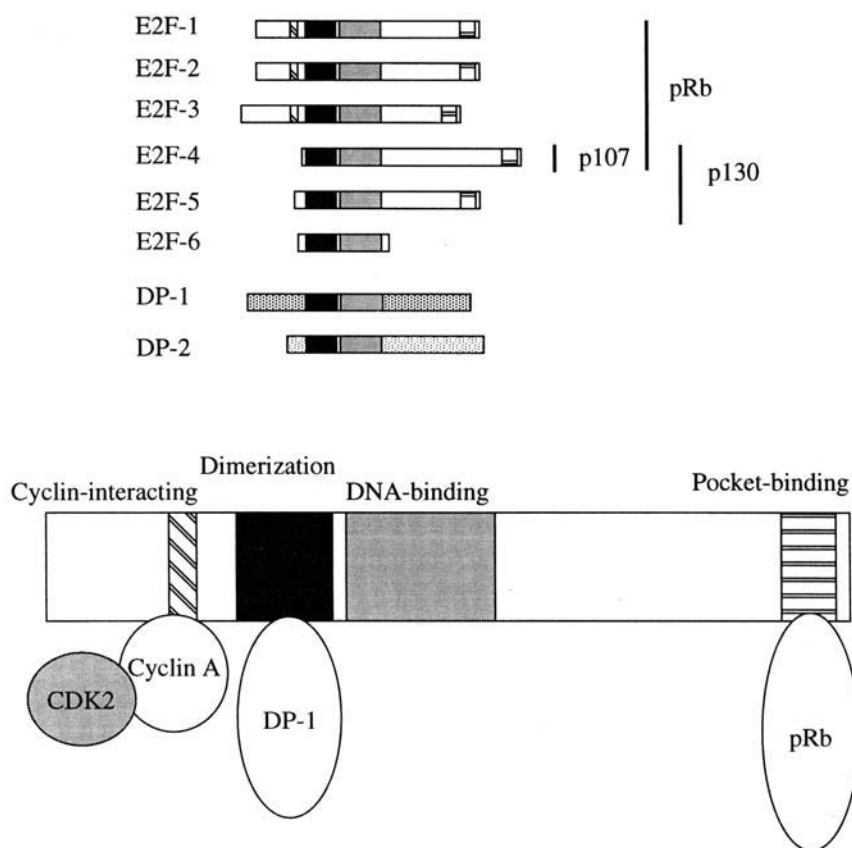 E2F-1
E2F-2
E2F-3
E2F-4
E2F-5
E2F-6
DP-1
DP-2
pRb
p107
p130
Dimerization
Cyclin-interacting
DNA-binding
Pocket-binding
Cyclin A
CDK2
DP-1
pRb